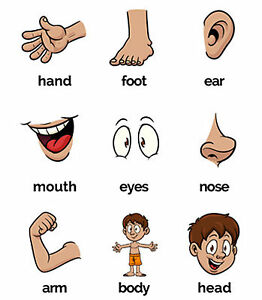 hand foot ear
mouth eyes nose
arm body head